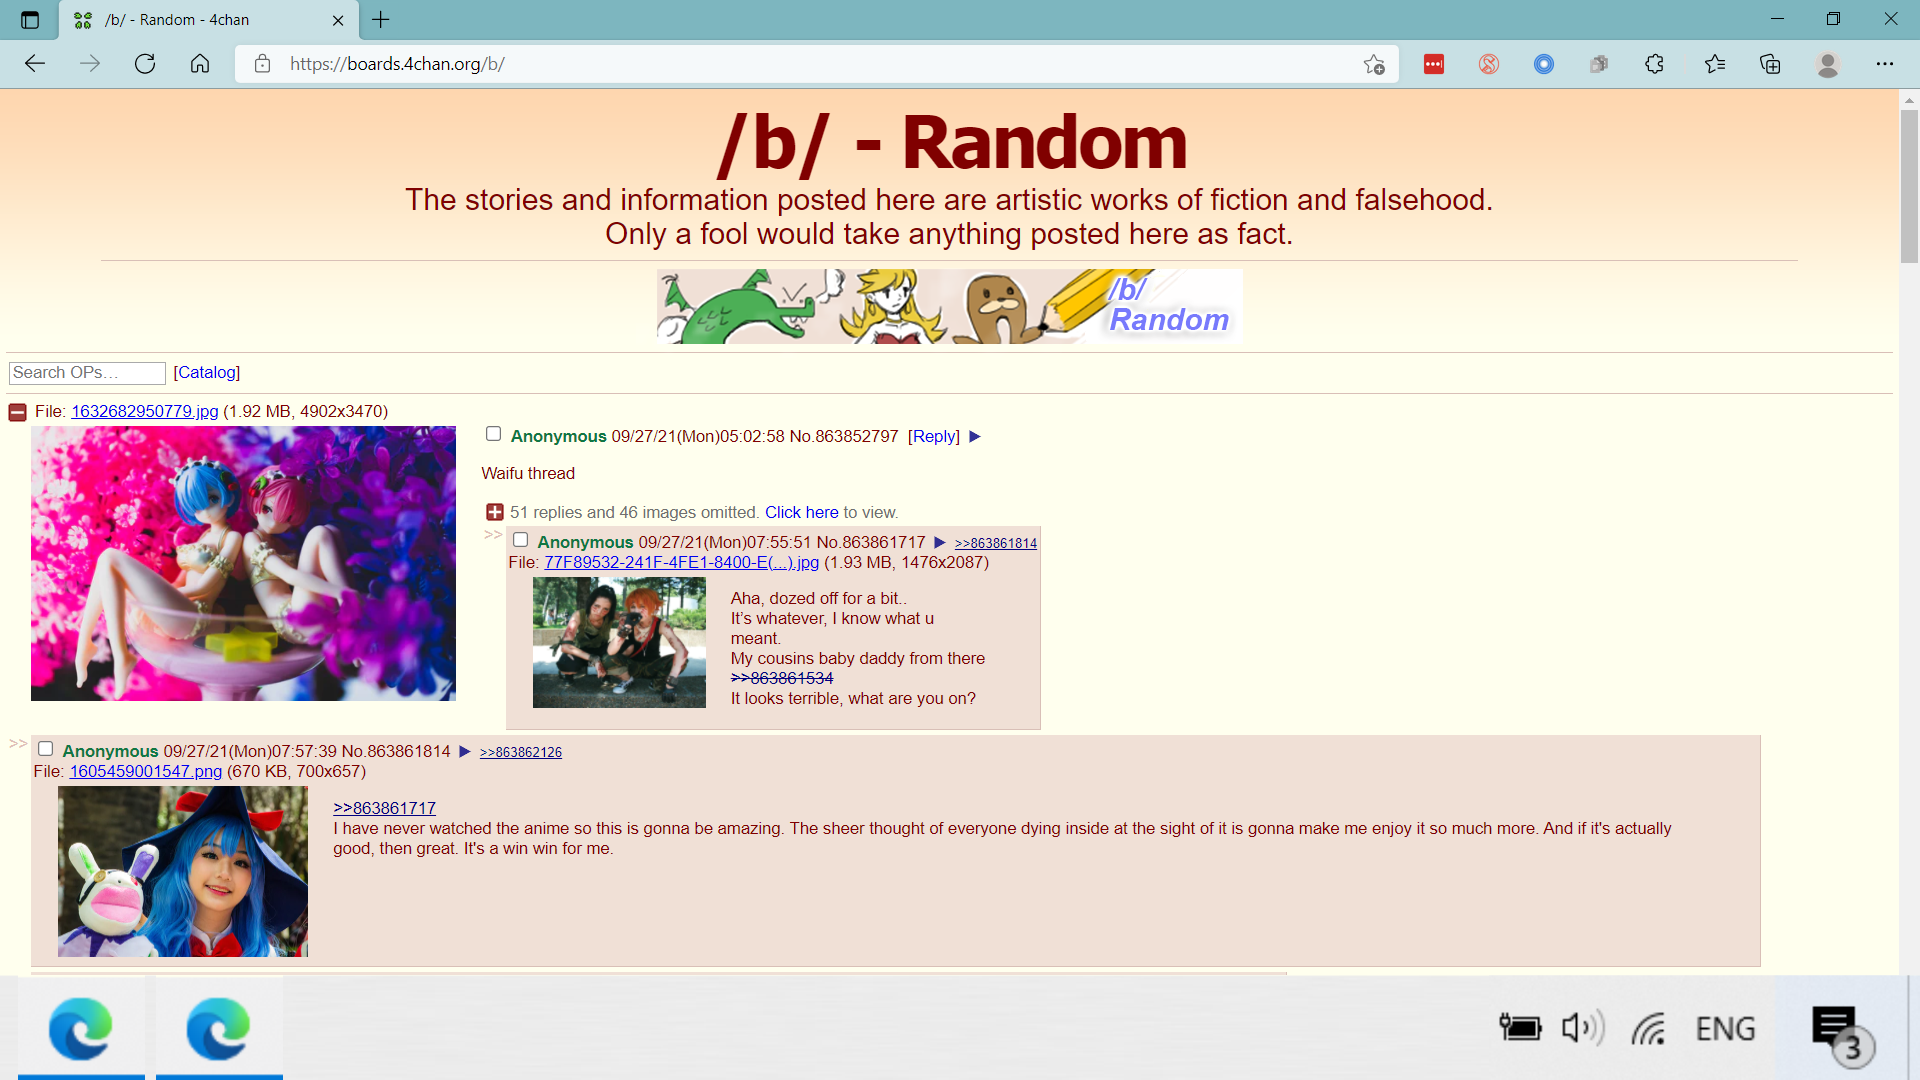 /b/ - Random - 4chan
https://boards.4chan.org/b/
/b/ - Random
The stories and information posted here are artistic works of fiction and falsehood.
Only a fool would take anything posted here as fact.
/b/
Random
Search OPs…
[Catalog]
File: 1632682950779.jpg (1.92 MB, 4902x3470)
Anonymous 09/27/21(Mon)05:02:58 No.863852797 [Reply] ▶
Waifu thread
51 replies and 46 images omitted. Click here to view.
>> Anonymous 09/27/21(Mon)07:55:51 No.863861717 ▶ >>863861814
File: 77F89532-241F-4FE1-8400-E(...).jpg (1.93 MB, 1476x2087)
Aha, dozed off for a bit..
It’s whatever, I know what u
meant.
My cousins baby daddy from there
>>863861534
It looks terrible, what are you on?
>> Anonymous 09/27/21(Mon)07:57:39 No.863861814 ▶ >>863862126
File: 1605459001547.png (670 KB, 700x657)
>>863861717
I have never watched the anime so this is gonna be amazing. The sheer thought of everyone dying inside at the sight of it is gonna make me enjoy it so much more. And if it's actually
good, then great. It's a win win for me.
ENG
3